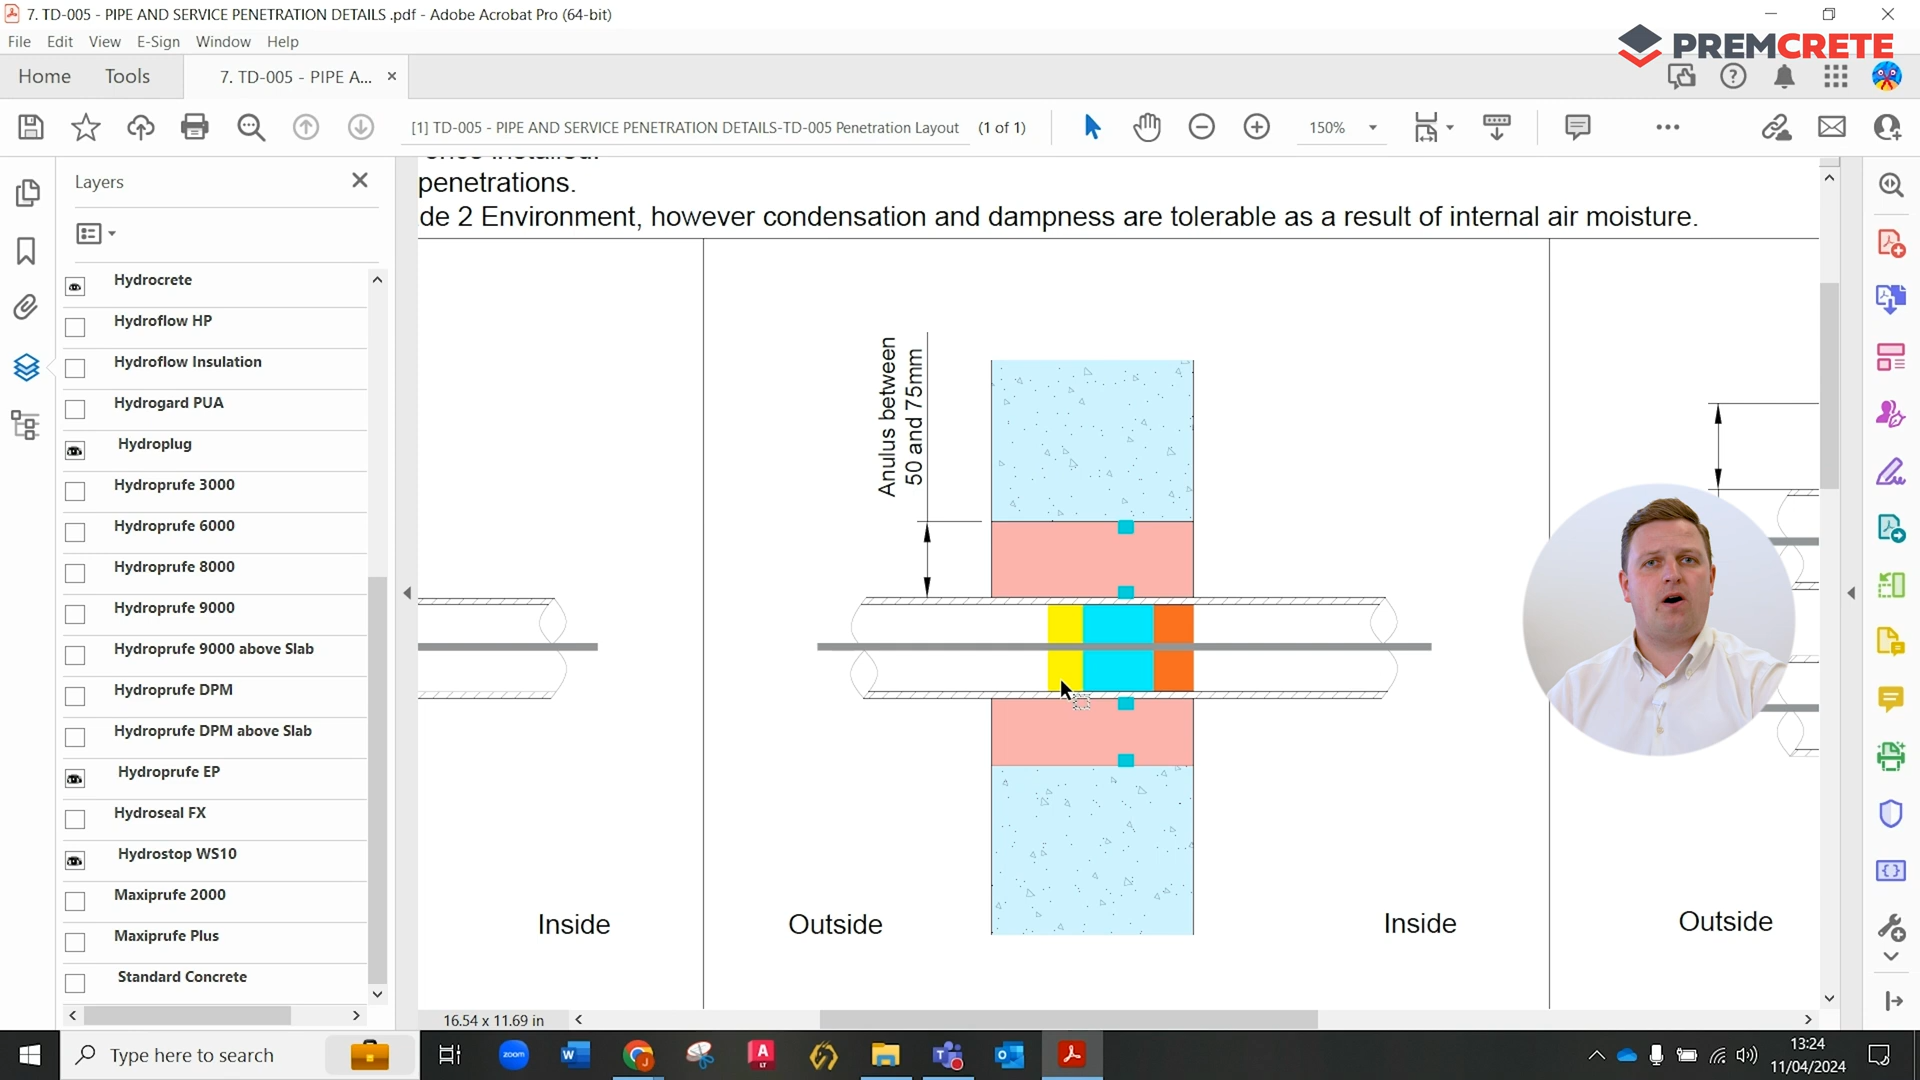 7. TD-005 - PIPE AND SERVICE PENETRATION DETAILS .pdf - Adobe Acrobat Pro (64-bit)
File Edit View E-Sign Window Help
PREMCRETE
Home Tools 7. TD-005 - PIPE A...
[1] TD-005 - PIPE AND SERVICE PENETRATION DETAILS-TD-005 Penetration Layout (1 of 1) 150%
Layers
Hydrocrete
Hydroflow HP
Hydroflow Insulation
Hydrogard PUA
Hydroplug
Hydroprufe 3000
Hydroprufe 6000
Hydroprufe 8000
Hydroprufe 9000
Hydroprufe 9000 above Slab
Hydroprufe DPM
Hydroprufe DPM above Slab
Hydroprufe EP
Hydroseal FX
Hydrostop WS10
Maxiprufe 2000
Maxiprufe Plus
Standard Concrete
penetrations.
de 2 Environment, however condensation and dampness are tolerable as a result of internal air moisture.
Anulus between
50 and 75mm
Inside
Outside
Inside
Outside
16.54 x 11.69 in
Type here to search
zoom
13:24
11/04/2024